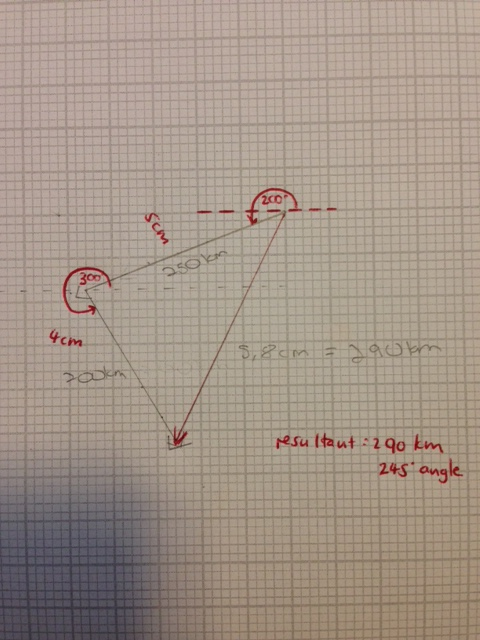 200°
5cm
250km
300
4cm
200km
5,8cm = 290km
resultant: 290 km
245° angle